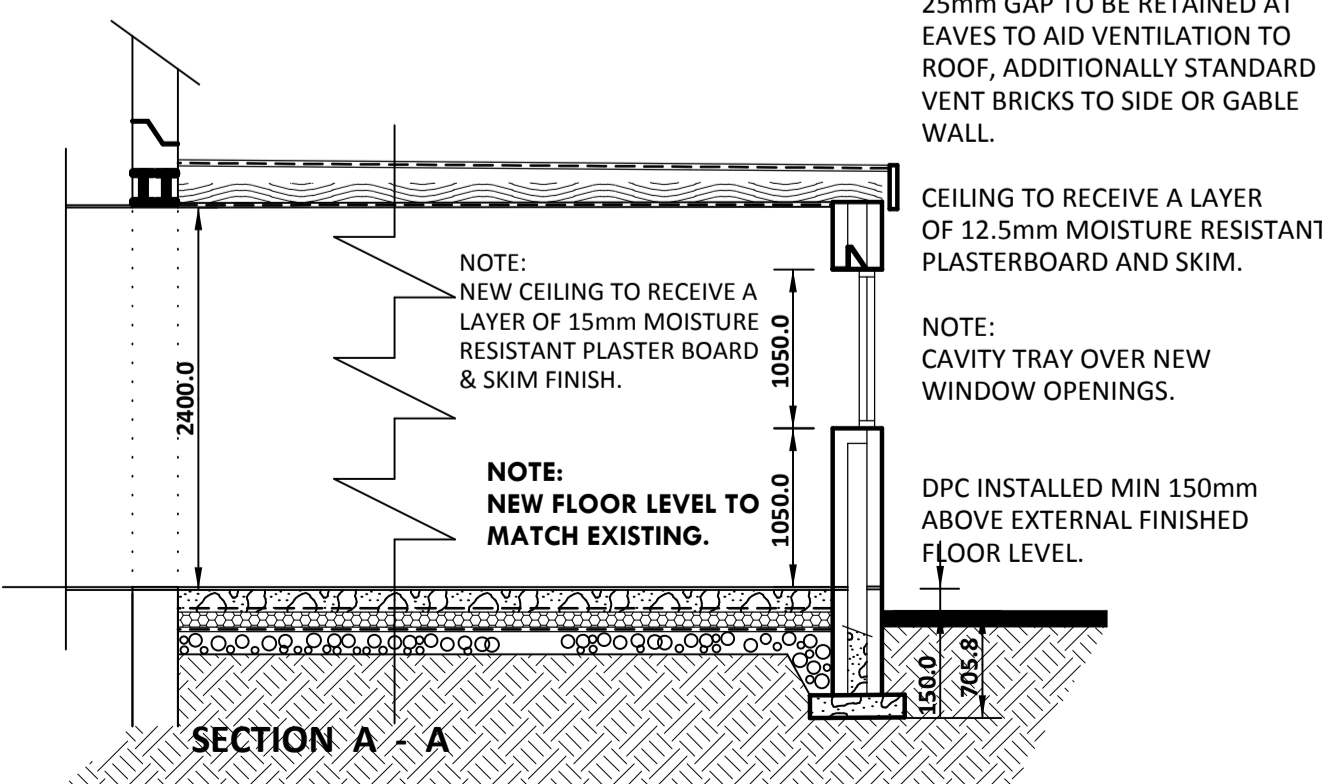 25mm GAP TO BE RETAINED AT
EAVES TO AID VENTILATION TO
ROOF, ADDITIONALLY STANDARD
VENT BRICKS TO SIDE OR GABLE
WALL.
CEILING TO RECEIVE A LAYER
OF 12.5mm MOISTURE RESISTANT
PLASTERBOARD AND SKIM.
NOTE:
CAVITY TRAY OVER NEW
WINDOW OPENINGS.
DPC INSTALLED MIN 150mm
ABOVE EXTERNAL FINISHED
FLOOR LEVEL.
NOTE:
NEW CEILING TO RECEIVE A
LAYER OF 15mm MOISTURE
RESISTANT PLASTER BOARD
& SKIM FINISH.
NOTE:
NEW FLOOR LEVEL TO
MATCH EXISTING.
2400.0
1050.0
1050.0
150.0
705.8
SECTION A - A